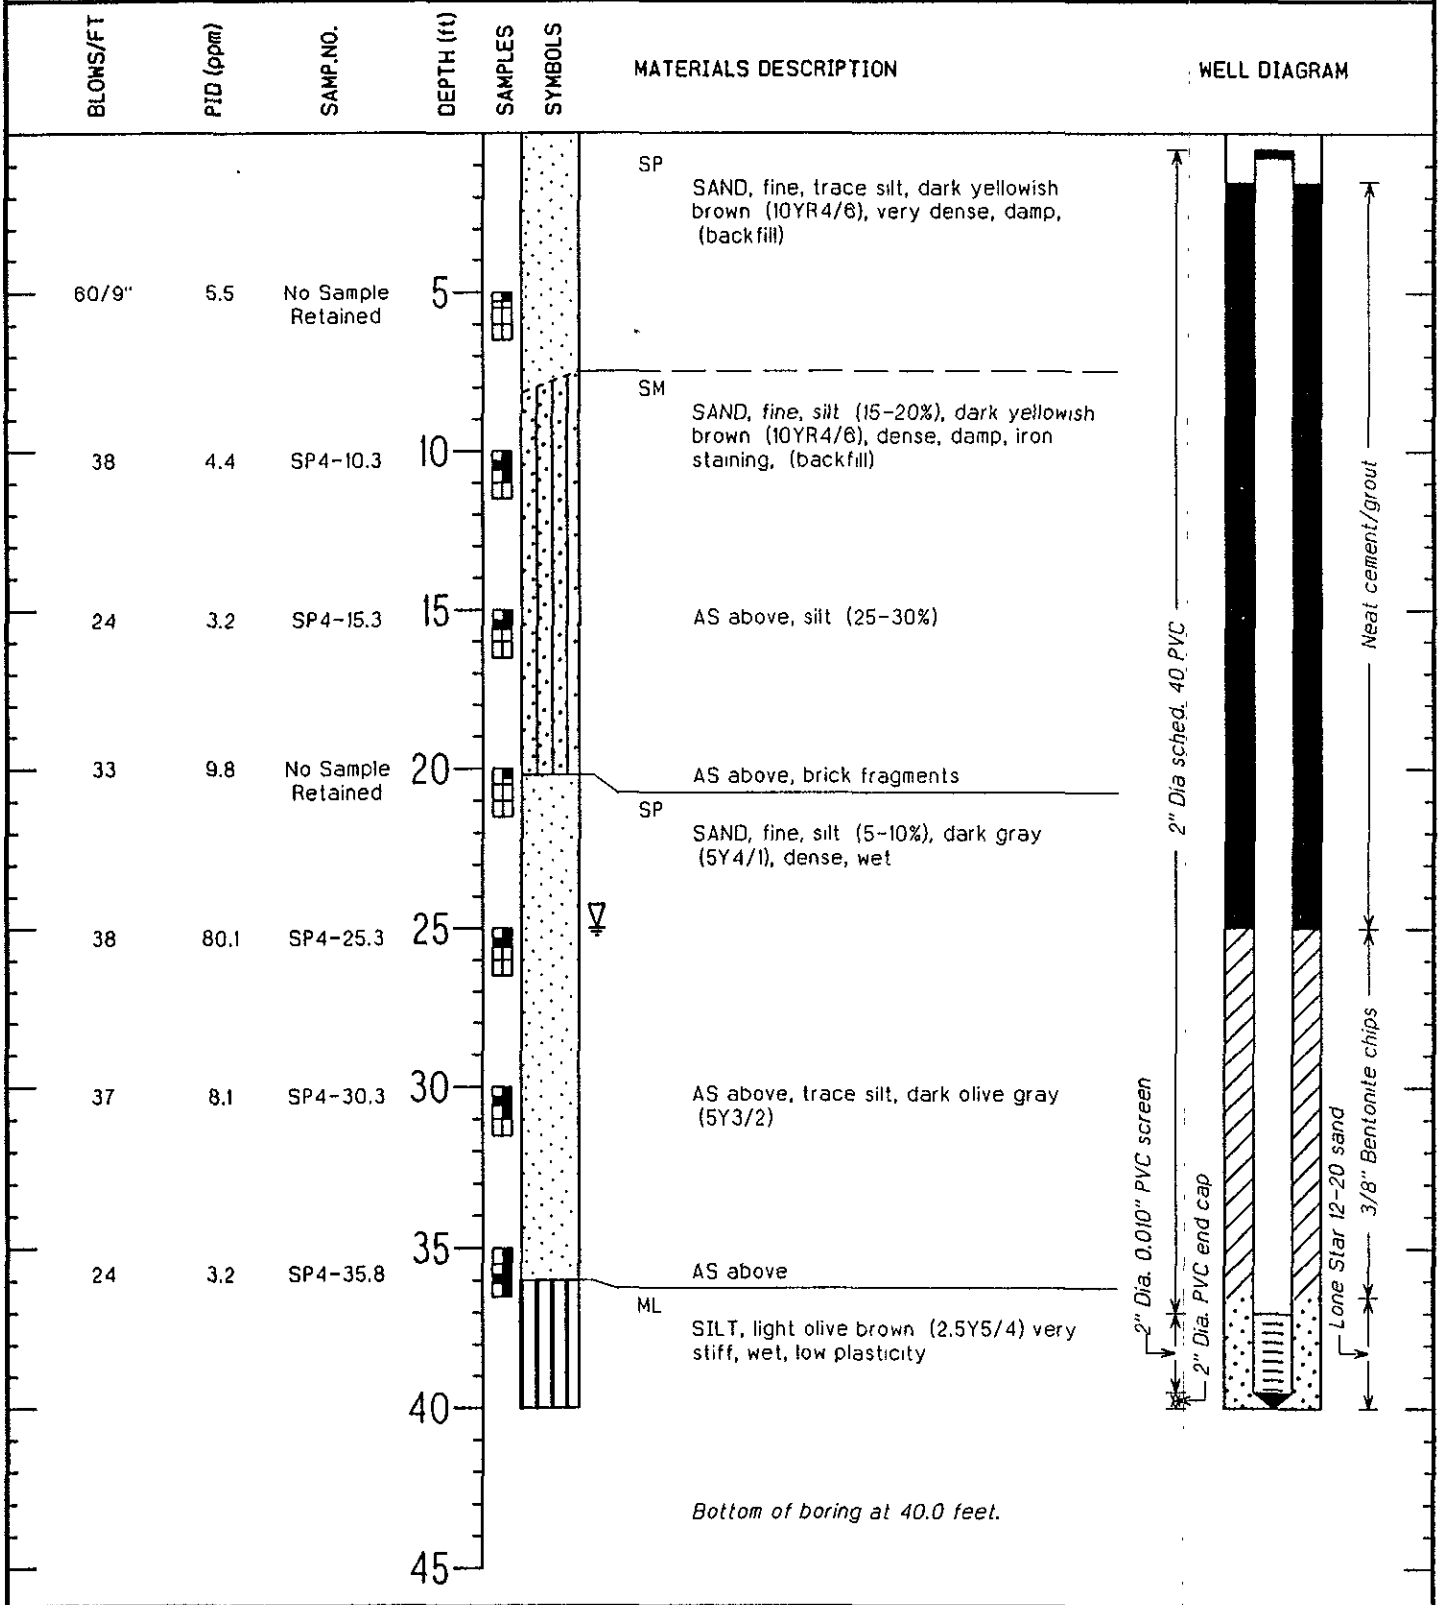 BLOWS/FT
PID (ppm)
SAMP.NO.
DEPTH (ft)
SAMPLES
SYMBOLS
MATERIALS DESCRIPTION
WELL DIAGRAM
SP
SAND, fine, trace silt, dark yellowish
brown (10YR4/6), very dense, damp,
(backfill)
60/9" 5.5 No Sample 5
Retained
SM
SAND, fine, silt (15-20%), dark yellowish
brown (10YR4/6), dense, damp, iron
staining, (backfill)
38 4.4 SP4-10.3 10
24 3.2 SP4-15.3 15 AS above, silt (25-30%)
33 9.8 No Sample 20 AS above, brick fragments
Retained
SP
SAND, fine, silt (5-10%), dark gray
(5Y4/1), dense, wet
38 80.1 SP4-25.3 25
37 8.1 SP4-30.3 30 AS above, trace silt, dark olive gray
(5Y3/2)
35
24 3.2 SP4-35.8 AS above
ML
SILT, light olive brown (2.5Y5/4) very
stiff, wet, low plasticity
40
Bottom of boring at 40.0 feet.
45
2" Dia. 0.010" PVC screen
2" Dia sched. 40 PVC
2" Dia. PVC end cap
Lone Star 12-20 sand
Neat cement/grout
3/8" Bentonite chips